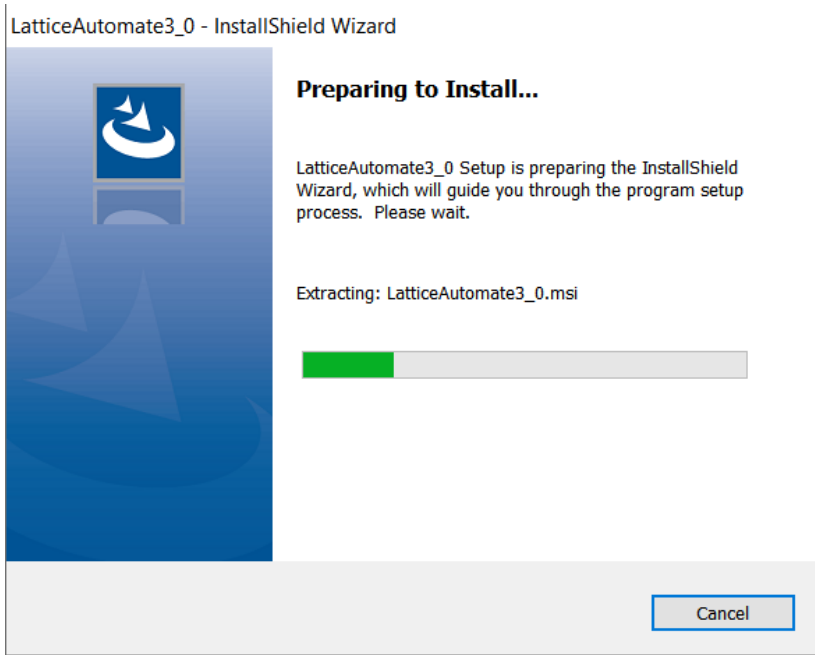 LatticeAutomate3_0 - InstallShield Wizard
Preparing to Install...
LatticeAutomate3_0 Setup is preparing the InstallShield
Wizard, which will guide you through the program setup
process.  Please wait.
Extracting: LatticeAutomate3_0.msi
Cancel